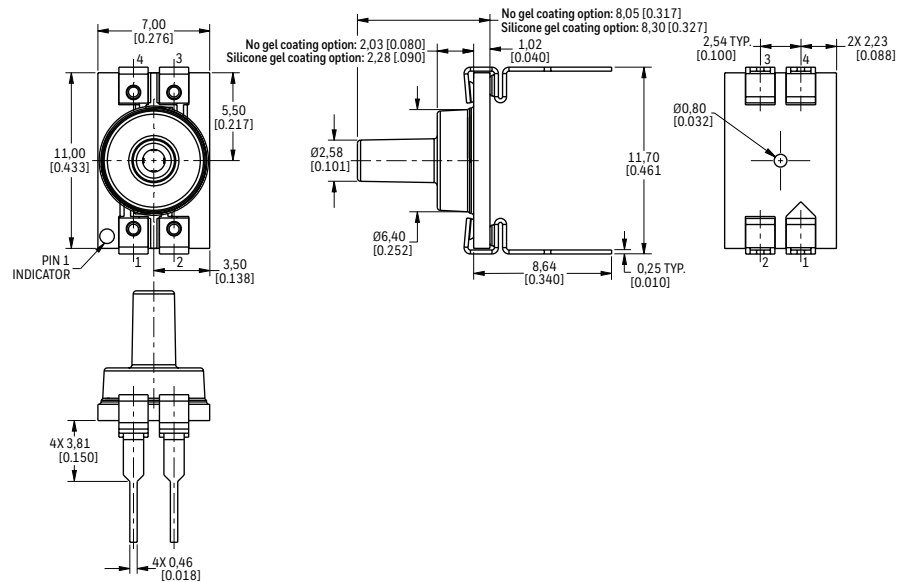 7,00
[0.276]
4
3
5,50
[0.217]
11,00
[0.433]
PIN 1
INDICATOR
1
2
3,50
[0.138]
No gel coating option: 8,05 [0.317]
Silicone gel coating option: 8,30 [0.327]
No gel coating option: 2,03 [0.080]
Silicone gel coating option: 2,28 [.090]
1,02
[0.040]
Ø2,58
[0.101]
Ø6,40
[0.252]
11,70
[0.461
8,64
[0.340]
0,25 TYP.
[0.010]
2,54 TYP.
[0.100]
2X 2,23
[0.088]
3
4
Ø0,80
[0.032]
2
1
4X 3,81
[0.150]
4X 0,46
[0.018]